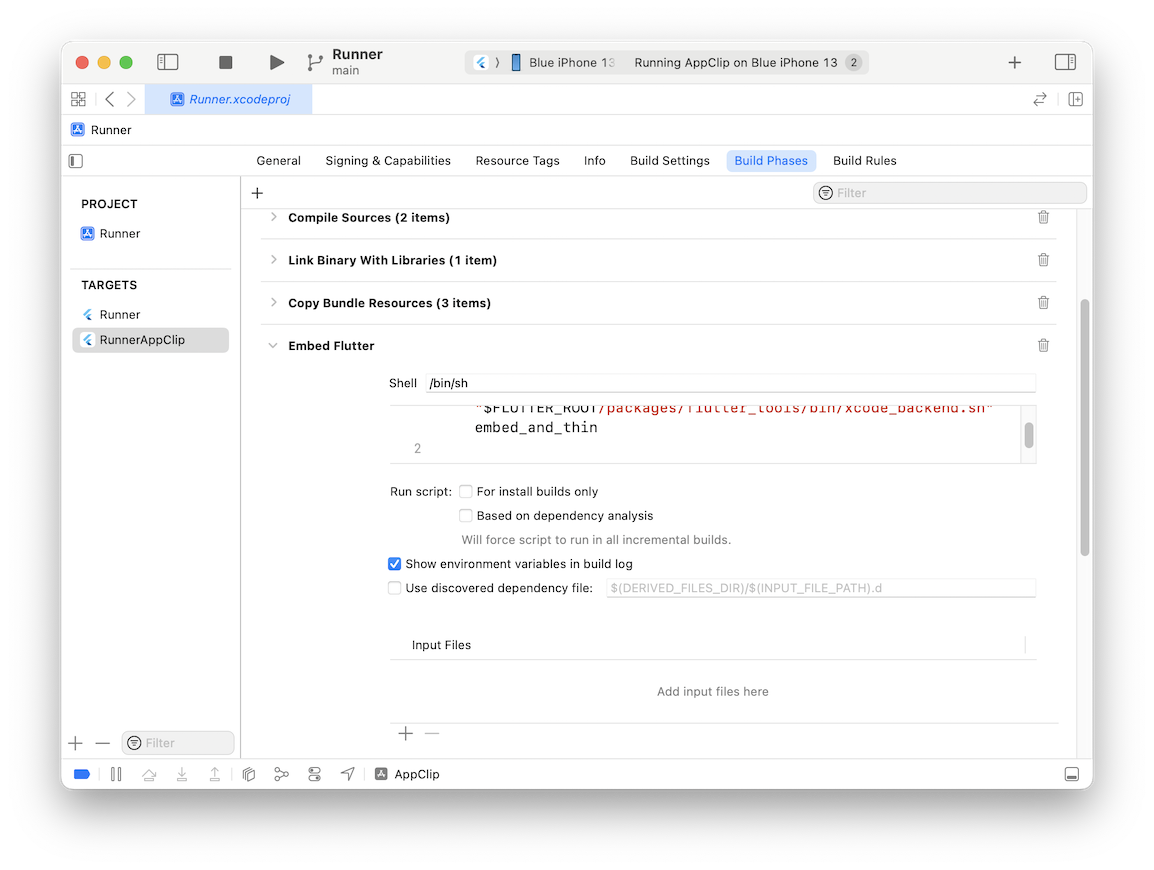 Runner
main
Blue iPhone 13 Running AppClip on Blue iPhone 13 2
Runner.xcodeproj
Runner
General Signing & Capabilities Resource Tags Info Build Settings Build Phases Build Rules
Filter
PROJECT
Runner
TARGETS
Runner
RunnerAppClip
Filter
Compile Sources (2 items)
Link Binary With Libraries (1 item)
Copy Bundle Resources (3 items)
Embed Flutter
Shell /bin/sh
"$FLUTTER_ROOT/packages/flutter_tools/bin/xcode_backend.sh"
embed_and_thin
2
Run script: For install builds only
Based on dependency analysis
Will force script to run in all incremental builds.
Show environment variables in build log
Use discovered dependency file: $(DERIVED_FILES_DIR)/$(INPUT_FILE_PATH).d
Input Files
Add input files here
AppClip